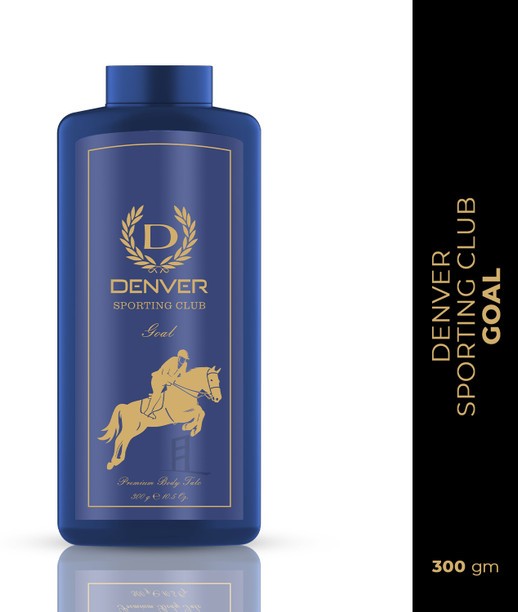 D
DENVER
SPORTING CLUB
Goal
Premium Body Talc
300 g ℮ 10.5 Oz.
DENVER
SPORTING CLUB
GOAL
300 gm